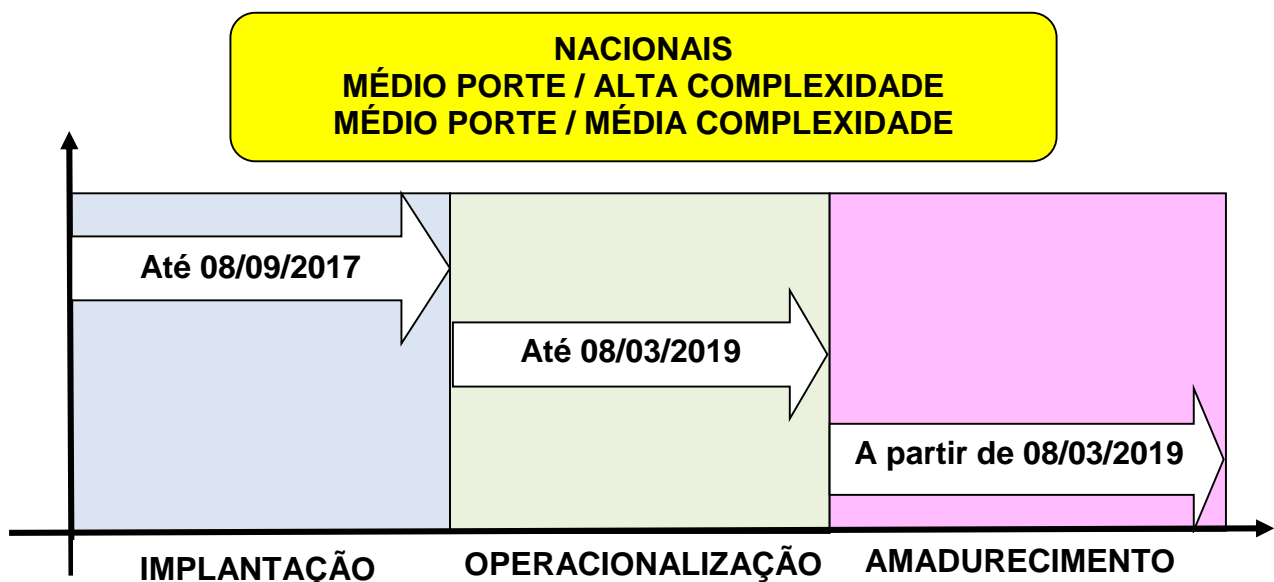 NACIONAIS
MÉDIO PORTE / ALTA COMPLEXIDADE
MÉDIO PORTE / MÉDIA COMPLEXIDADE
Até 08/09/2017
Até 08/03/2019
A partir de 08/03/2019
IMPLANTAÇÃO
OPERACIONALIZAÇÃO
AMADURECIMENTO